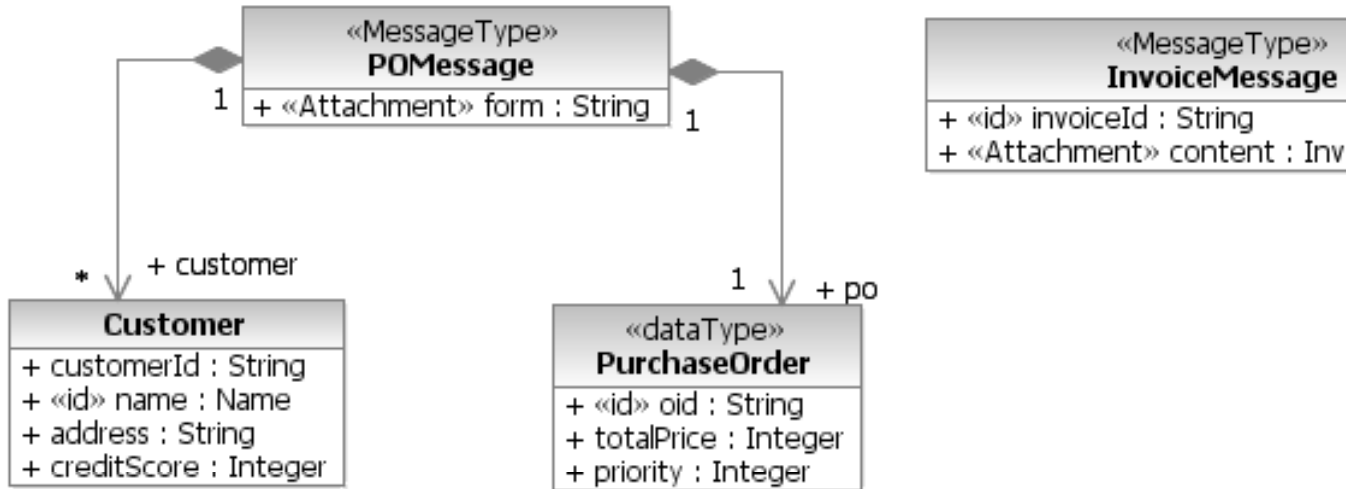 «MessageType»
POMessage
+ «Attachment» form : String
1
1
«MessageType»
InvoiceMessage
+ «id» invoiceId : String
+ «Attachment» content : Inv
*
+ customer
1
+ po
Customer
+ customerId : String
+ «id» name : Name
+ address : String
+ creditScore : Integer
«dataType»
PurchaseOrder
+ «id» oid : String
+ totalPrice : Integer
+ priority : Integer